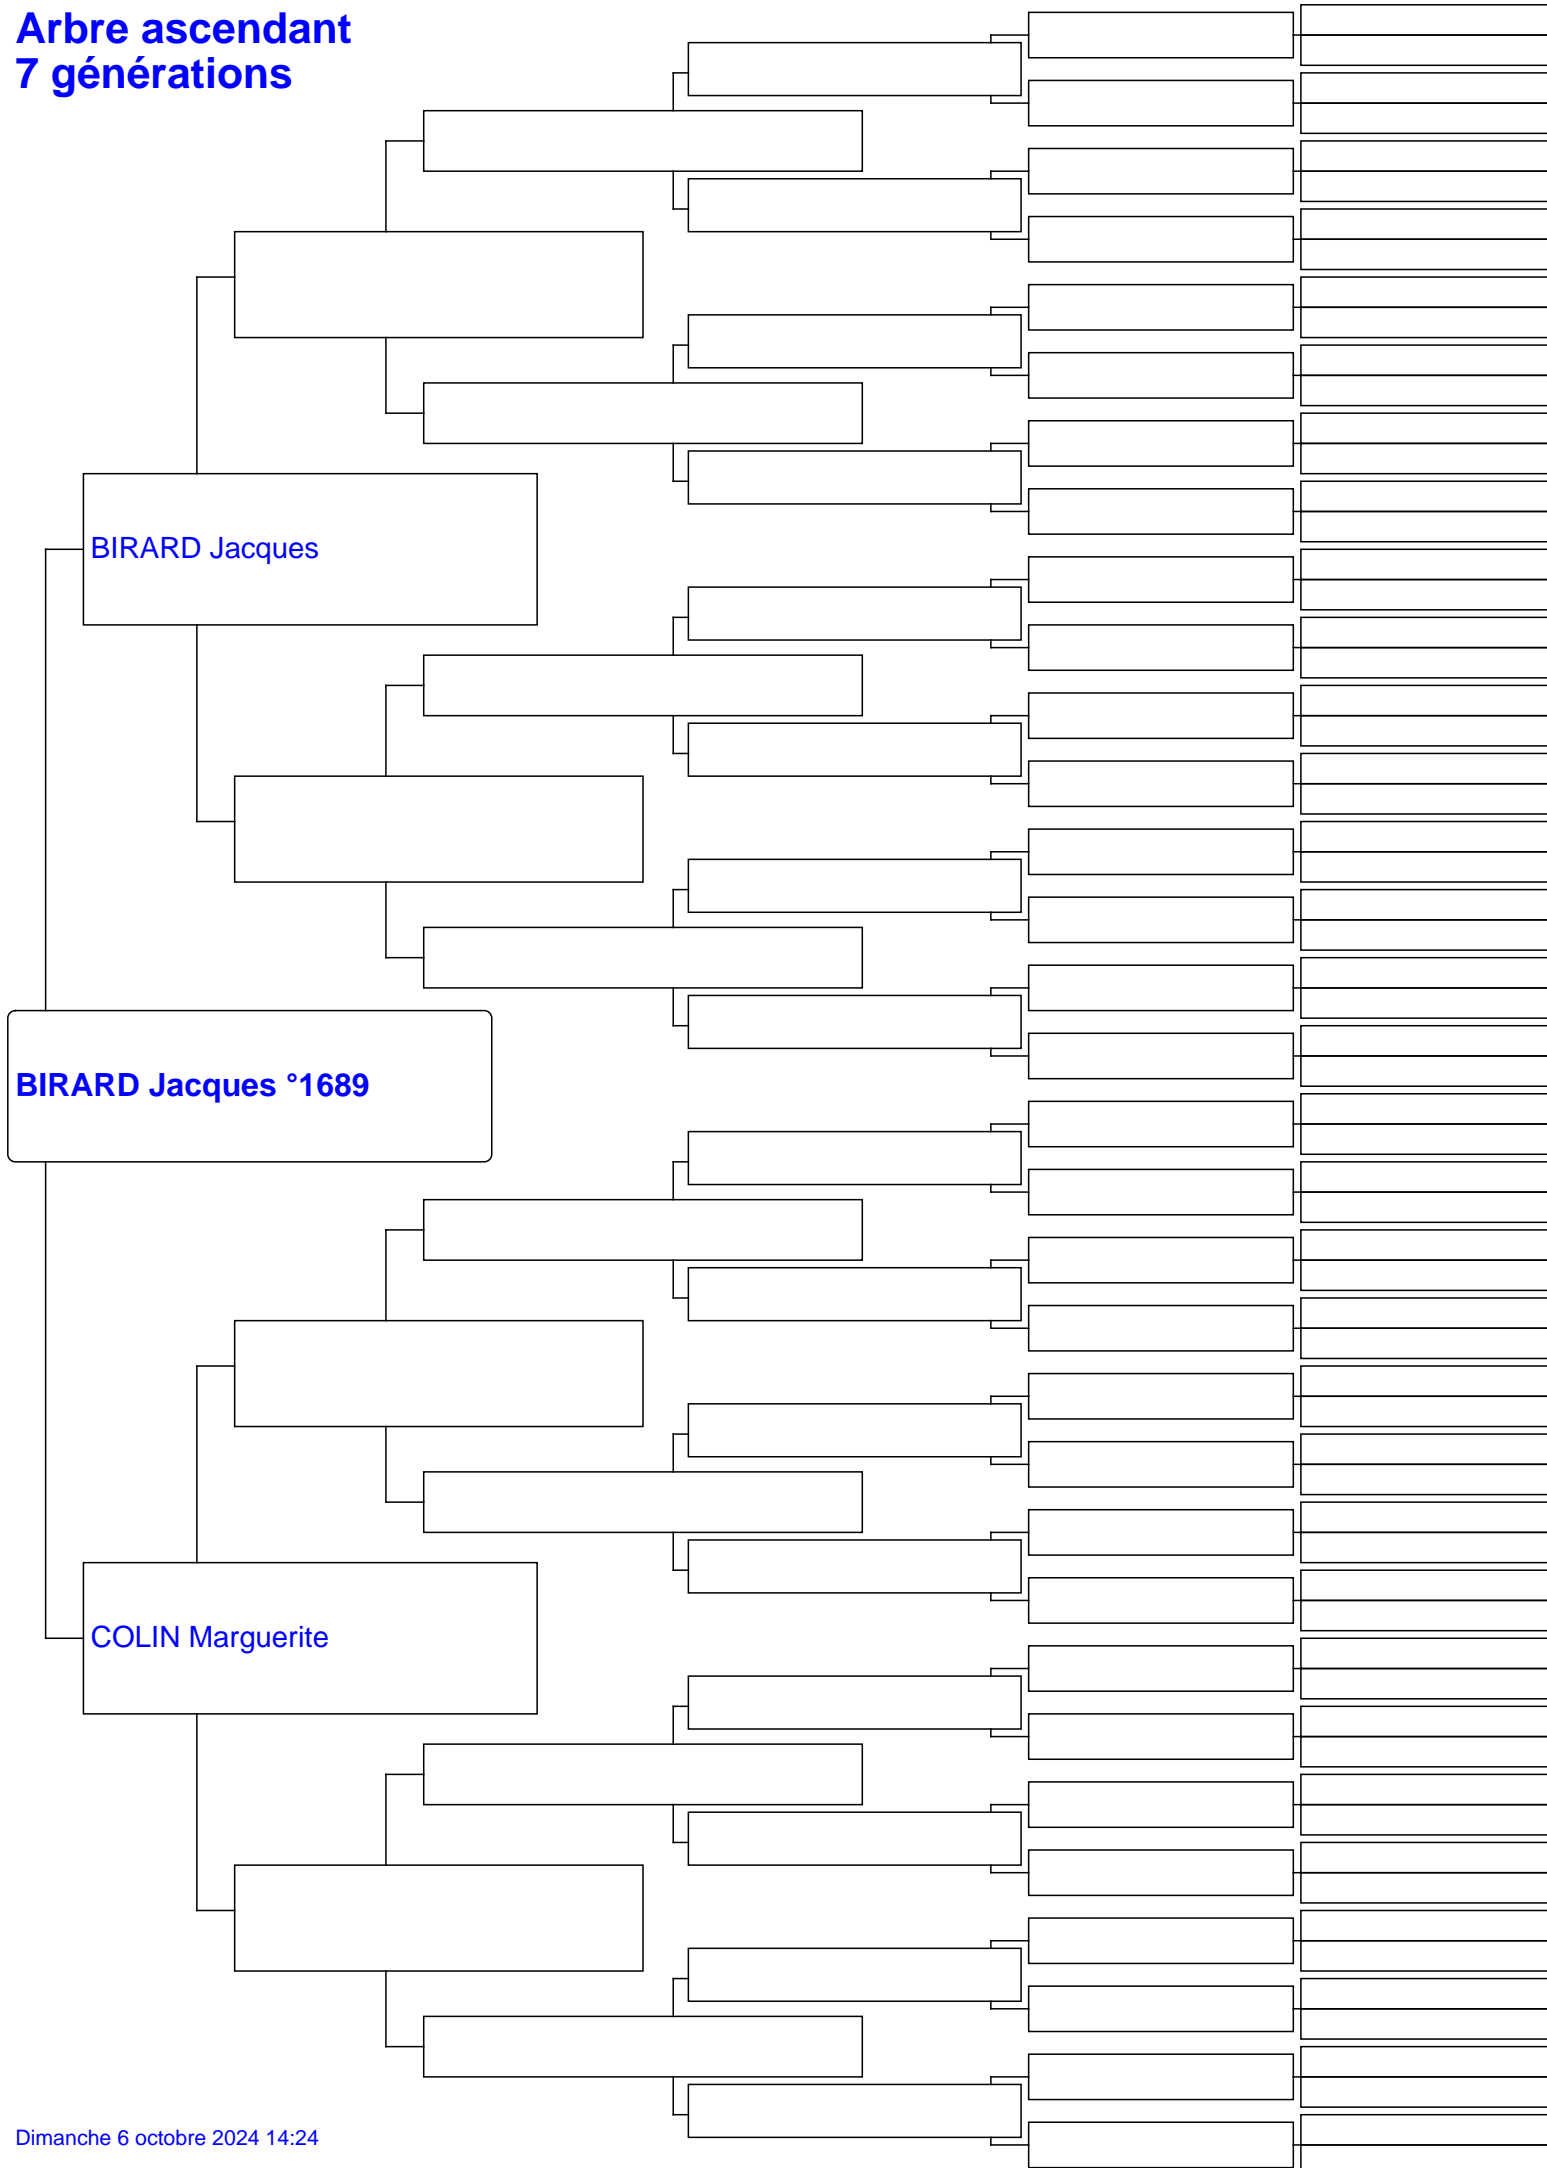 Arbre ascendant
7 générations
BIRARD Jacques
BIRARD Jacques °1689
COLIN Marguerite
Dimanche 6 octobre 2024 14:24